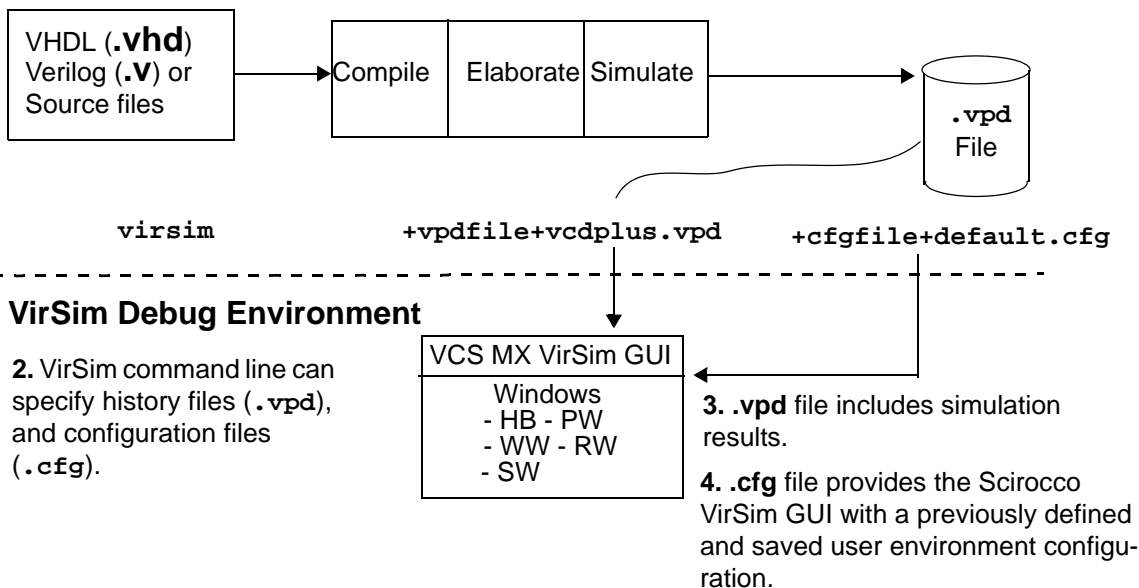 VHDL (.vhd)
Verilog (.v) or
Source files
Compile
Elaborate
Simulate
.vpd
File
virsim
+vpdfile+vcdplus.vpd
+cfgfile+default.cfg
VirSim Debug Environment
2. VirSim command line can
specify history files (.vpd),
and configuration files
(.cfg).
VCS MX VirSim GUI
Windows
- HB - PW
- WW - RW
- SW
3. .vpd file includes simulation
results.
4. .cfg file provides the Scirocco
VirSim GUI with a previously defined
and saved user environment configu-
ration.